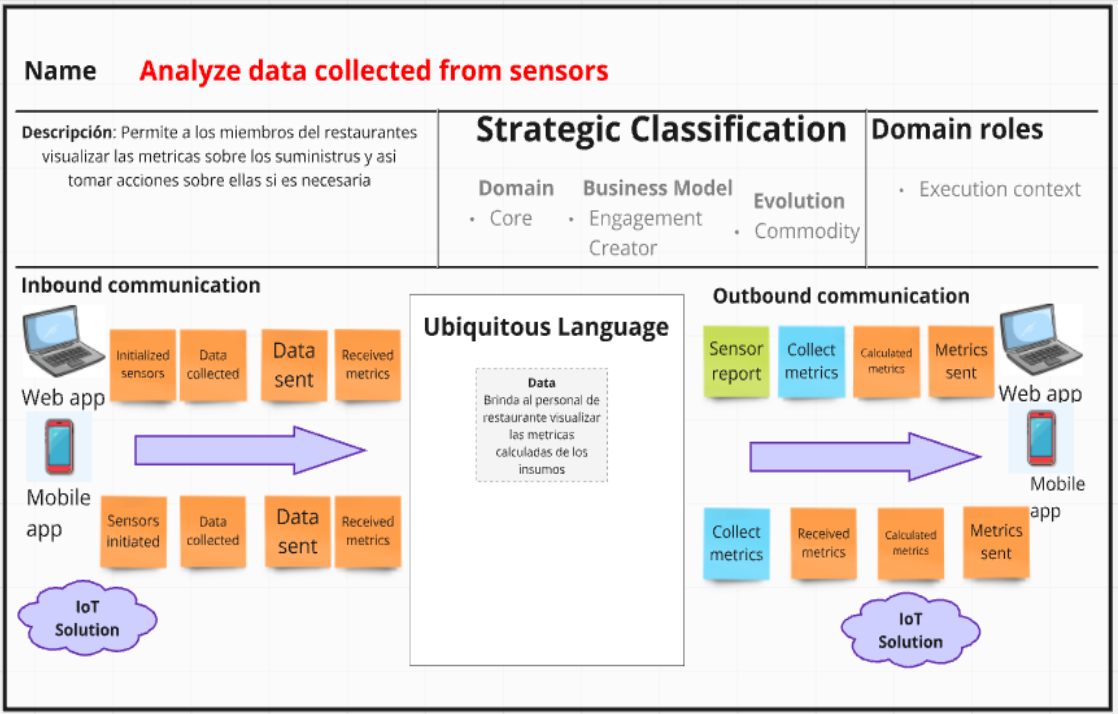 Name Analyze data collected from sensors
Descripción: Permite a los miembros del restaurantes
visualizar las metricas sobre los suministrus y asi
tomar acciones sobre ellas si es necesaria
Strategic Classification
Domain
• Core
Business Model
• Engagement
Creator
Evolution
• Commodity
Domain roles
• Execution context
Inbound communication
Web app
Initialized
sensors
Data
collected
Data
sent
Received
metrics
Mobile
app
Sensors
initiated
Data
collected
Data
sent
Received
metrics
IoT
Solution
Ubiquitous Language
Data
Brinda al personal de
restaurante visualizar
las metricas
calculadas de los
insumos
Outbound communication
Sensor
report
Collect
metrics
Calculated
metrics
Metrics
sent
Web app
Mobile
app
Collect
metrics
Received
metrics
Calculated
metrics
Metrics
sent
IoT
Solution